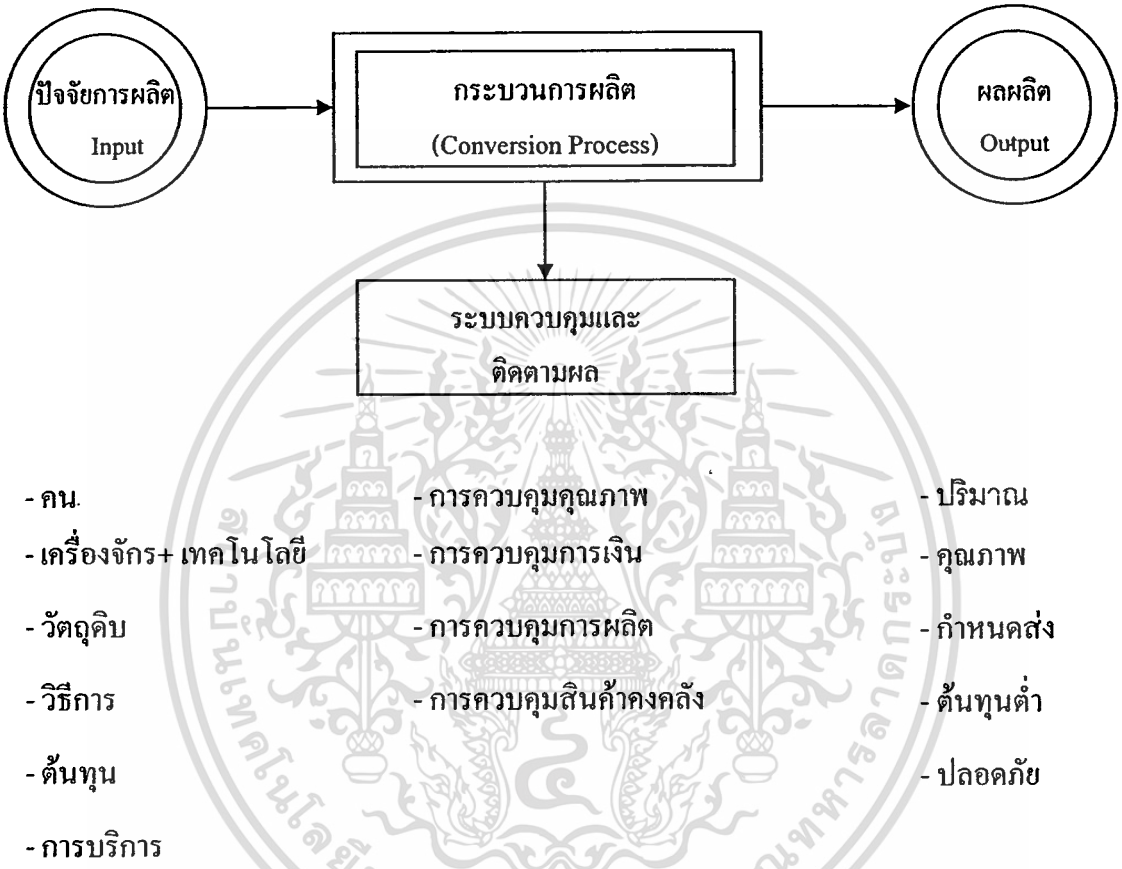 ปัจจัยการผลิต
Input
กระบวนการผลิต
(Conversion Process)
ผลผลิต
Output
ระบบควบคุมและ
ติดตามผล
- คน
- เครื่องจักร+ เทคโนโลยี
- วัตถุดิบ
- วิธีการ
- ต้นทุน
- การบริการ
- การควบคุมคุณภาพ
- การควบคุมการเงิน
- การควบคุมการผลิต
- การควบคุมสินค้าคงคลัง
- ปริมาณ
- คุณภาพ
- กำหนดส่ง
- ต้นทุนต่ำ
- ปลอดภัย